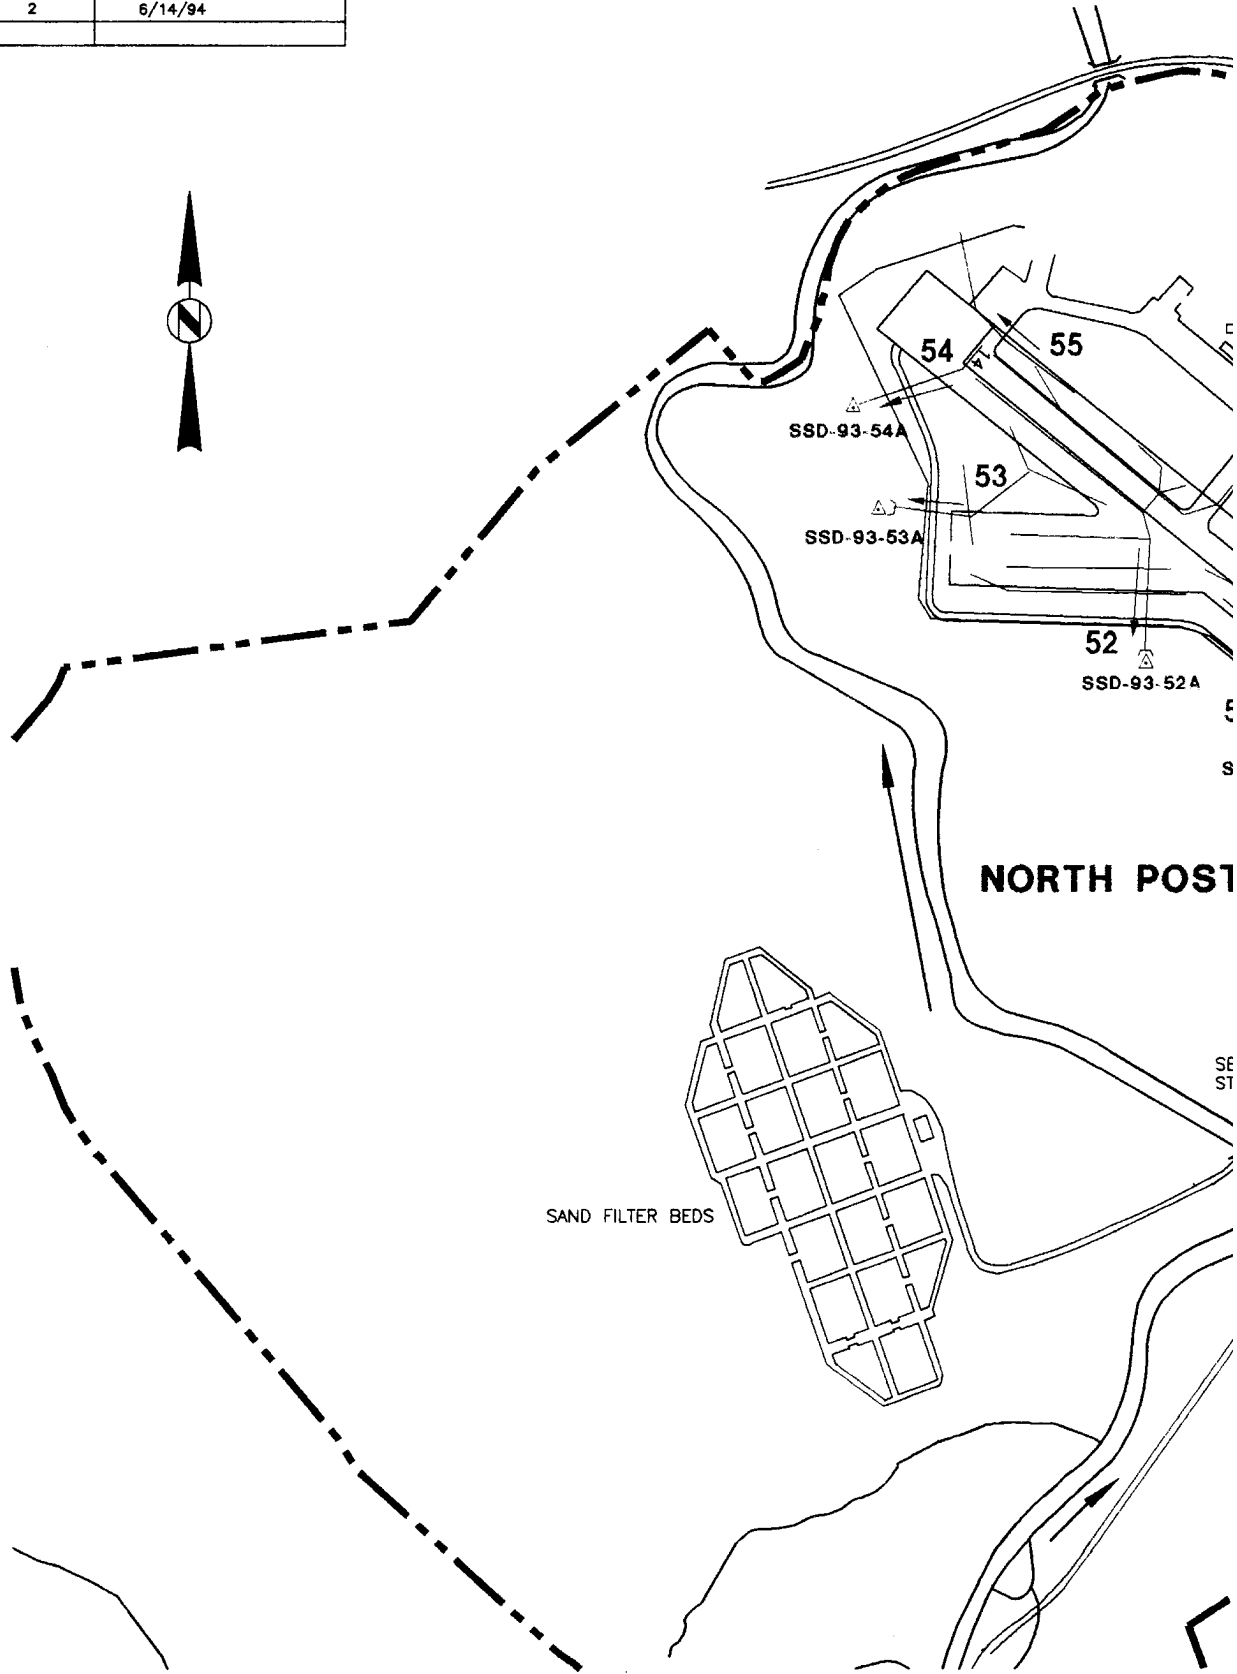 2 6/14/94
N
54
55
SSD-93-54A
53
SSD-93-53A
52
SSD-93-52A
NORTH POST
SAND FILTER BEDS